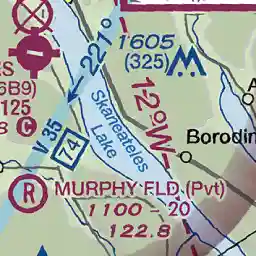 221°
1605
(325)
6B9)
125
C
V 35
74
Skaneateles
Lake
12°W
Borodin
R
MURPHY FLD (Pvt)
1100 - 20
122.8